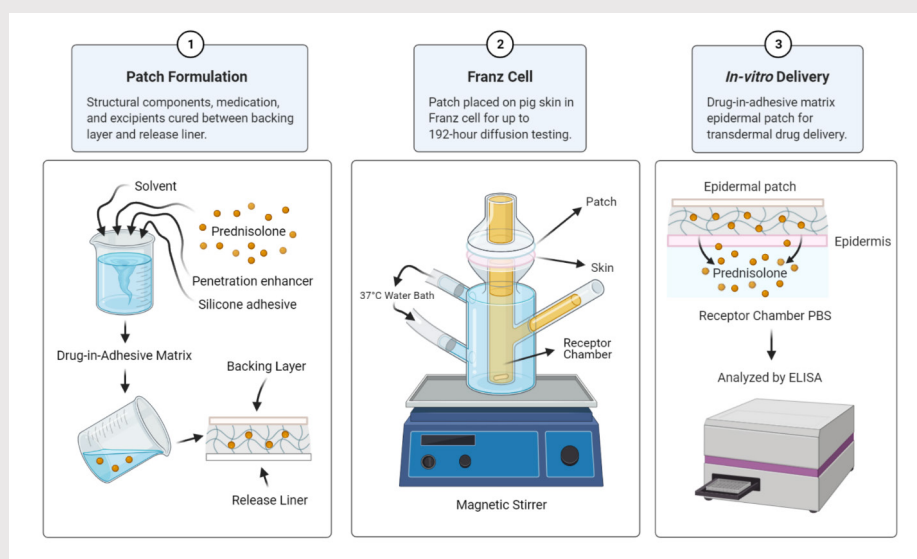 1
Patch Formulation
Structural components, medication,
and excipients cured between backing
layer and release liner.
Solvent
Prednisolone
Penetration enhancer
Silicone adhesive
Drug-in-Adhesive Matrix
Backing Layer
Release Liner
2
Franz Cell
Patch placed on pig skin in
Franz cell for up to
192-hour diffusion testing.
Patch
Skin
37°C Water Bath
Receptor
Chamber
Magnetic Stirrer
3
In-vitro Delivery
Drug-in-adhesive matrix
epidermal patch for
transdermal drug delivery.
Epidermal patch
Epidermis
Prednisolone
Receptor Chamber PBS
Analyzed by ELISA